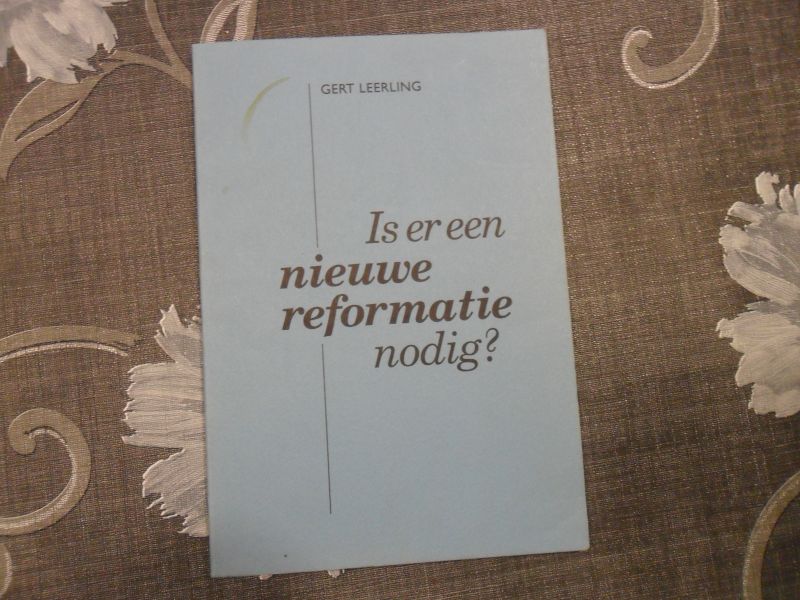 GERT LEERLING
Is er een
nieuwe
reformatie
nodig?